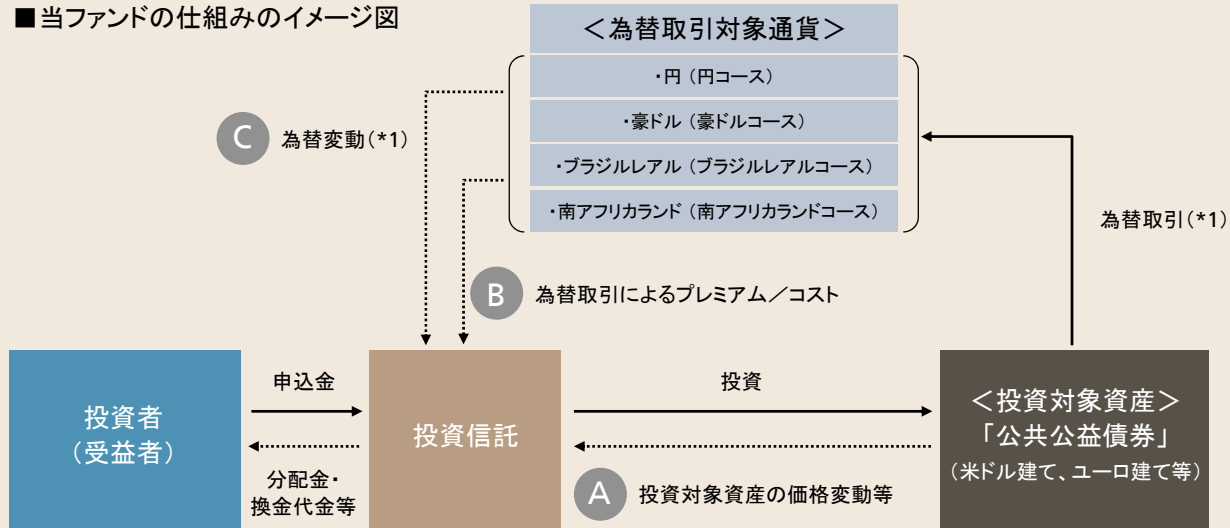 ■当ファンドの仕組みのイメージ図
＜為替取引対象通貨＞
・円（円コース）
・豪ドル（豪ドルコース）
・ブラジルレアル（ブラジルレアルコース）
・南アフリカランド（南アフリカランドコース）
C 為替変動(*1)
為替取引(*1)
B 為替取引によるプレミアム／コスト
投資者
（受益者）
申込金
分配金・
換金代金等
投資信託
投資
A 投資対象資産の価格変動等
＜投資対象資産＞
「公共公益債券」
（米ドル建て、ユーロ建て等）